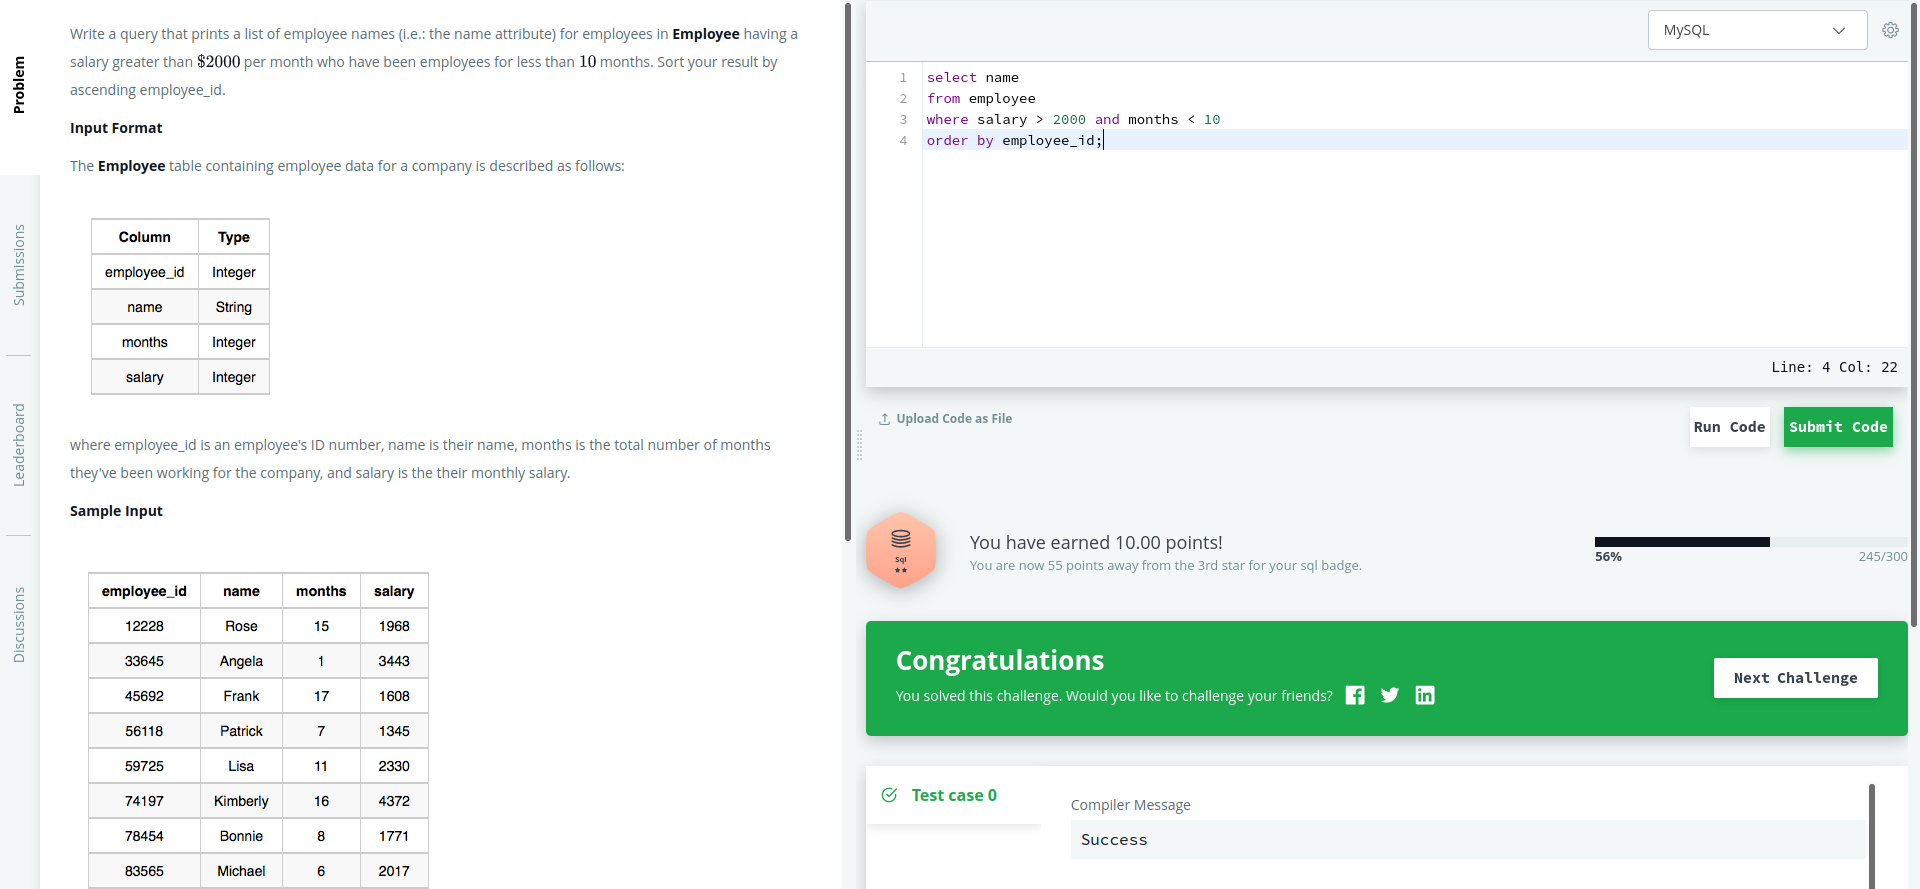 Problem
Submissions
Leaderboard
Discussions
Write a query that prints a list of employee names (i.e.: the name attribute) for employees in Employee having a
salary greater than $2000 per month who have been employees for less than 10 months. Sort your result by
ascending employee_id.
Input Format
The Employee table containing employee data for a company is described as follows:
Column Type
employee_id Integer
name String
months Integer
salary Integer
where employee_id is an employee's ID number, name is their name, months is the total number of months
they've been working for the company, and salary is the their monthly salary.
Sample Input
employee_id name months salary
12228 Rose 15 1968
33645 Angela 1 3443
45692 Frank 17 1608
56118 Patrick 7 1345
59725 Lisa 11 2330
74197 Kimberly 16 4372
78454 Bonnie 8 1771
83565 Michael 6 2017
MySQL
1 select name
2 from employee
3 where salary > 2000 and months < 10
4 order by employee_id;
Line: 4 Col: 22
Upload Code as File
Run Code
Submit Code
Sql
You have earned 10.00 points!
You are now 55 points away from the 3rd star for your sql badge.
56% 245/300
Congratulations
You solved this challenge. Would you like to challenge your friends?
Next Challenge
Test case 0
Compiler Message
Success